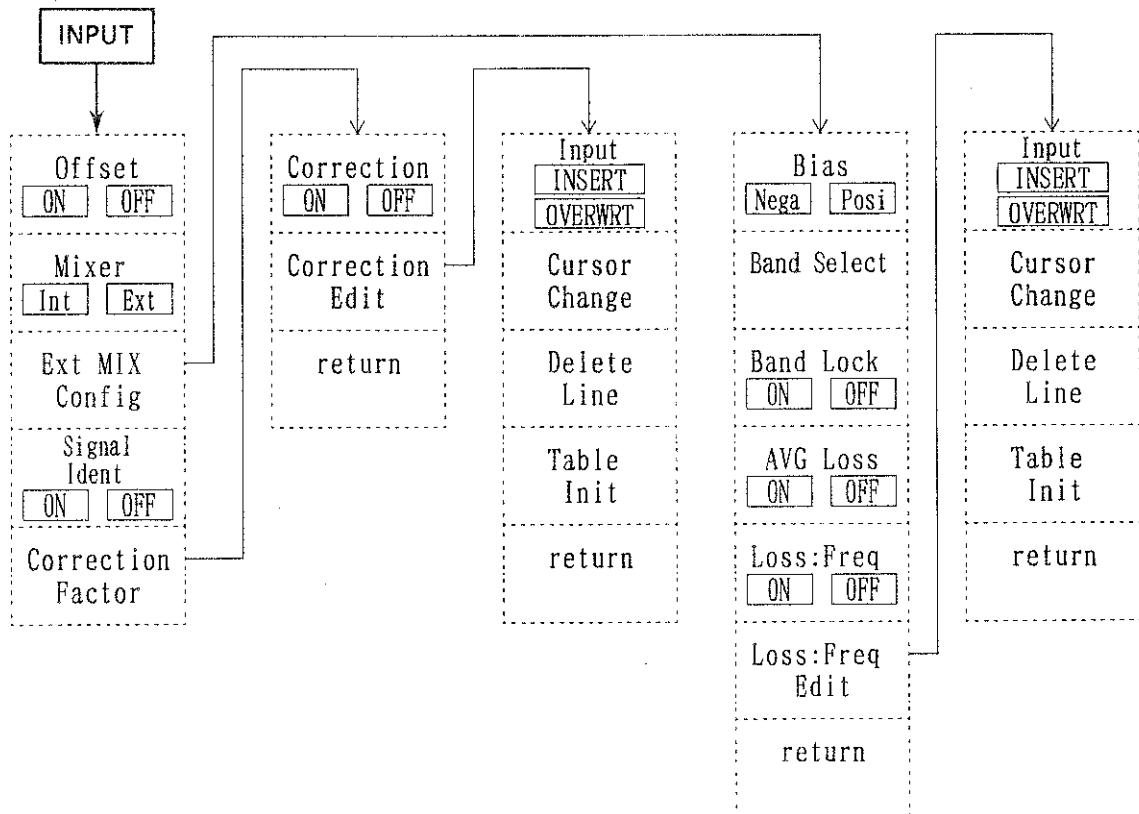 INPUT
Offset
ON OFF
Mixer
Int Ext
Ext MIX
Config
Signal
Ident
ON OFF
Correction
Factor
Correction
ON OFF
Correction
Edit
return
Input
INSERT
OVERWRT
Cursor
Change
Delete
Line
Table
Init
return
Bias
Nega Posi
Band Select
Band Lock
ON OFF
AVG Loss
ON OFF
Loss:Freq
ON OFF
Loss:Freq
Edit
return
Input
INSERT
OVERWRT
Cursor
Change
Delete
Line
Table
Init
return